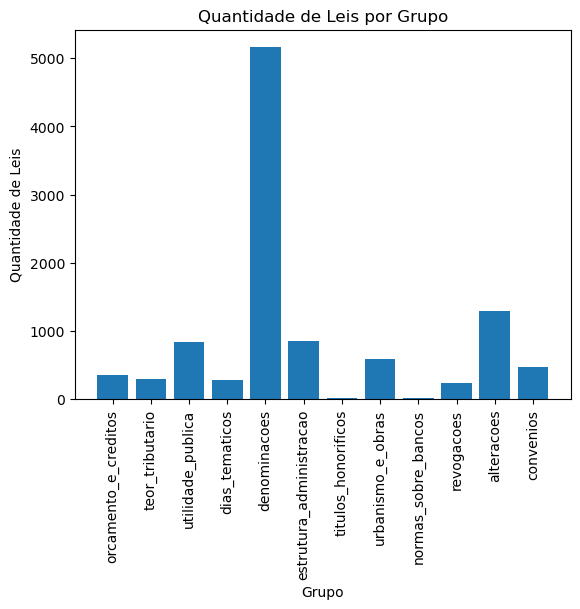 Quantidade de Leis por Grupo
Quantidade de Leis
5000
4000
3000
2000
1000
0
orcamento_e_creditos
teor_tributario
utilidade_publica
dias_tematicos
denominacoes
estrutura_administracao
titulos_honorificos
urbanismo_e_obras
normas_sobre_bancos
revogacoes
alteracoes
convenios
Grupo